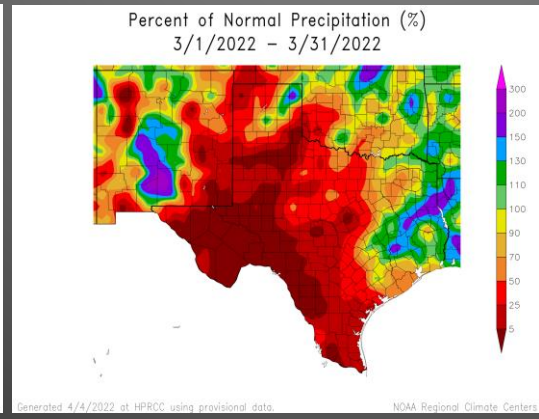 Percent of Normal Precipitation (%)
3/1/2022 – 3/31/2022
300
200
150
130
110
100
90
70
50
25
5
Generated 4/4/2022 at HPRCC using provisional data.
NOAA Regional Climate Centers